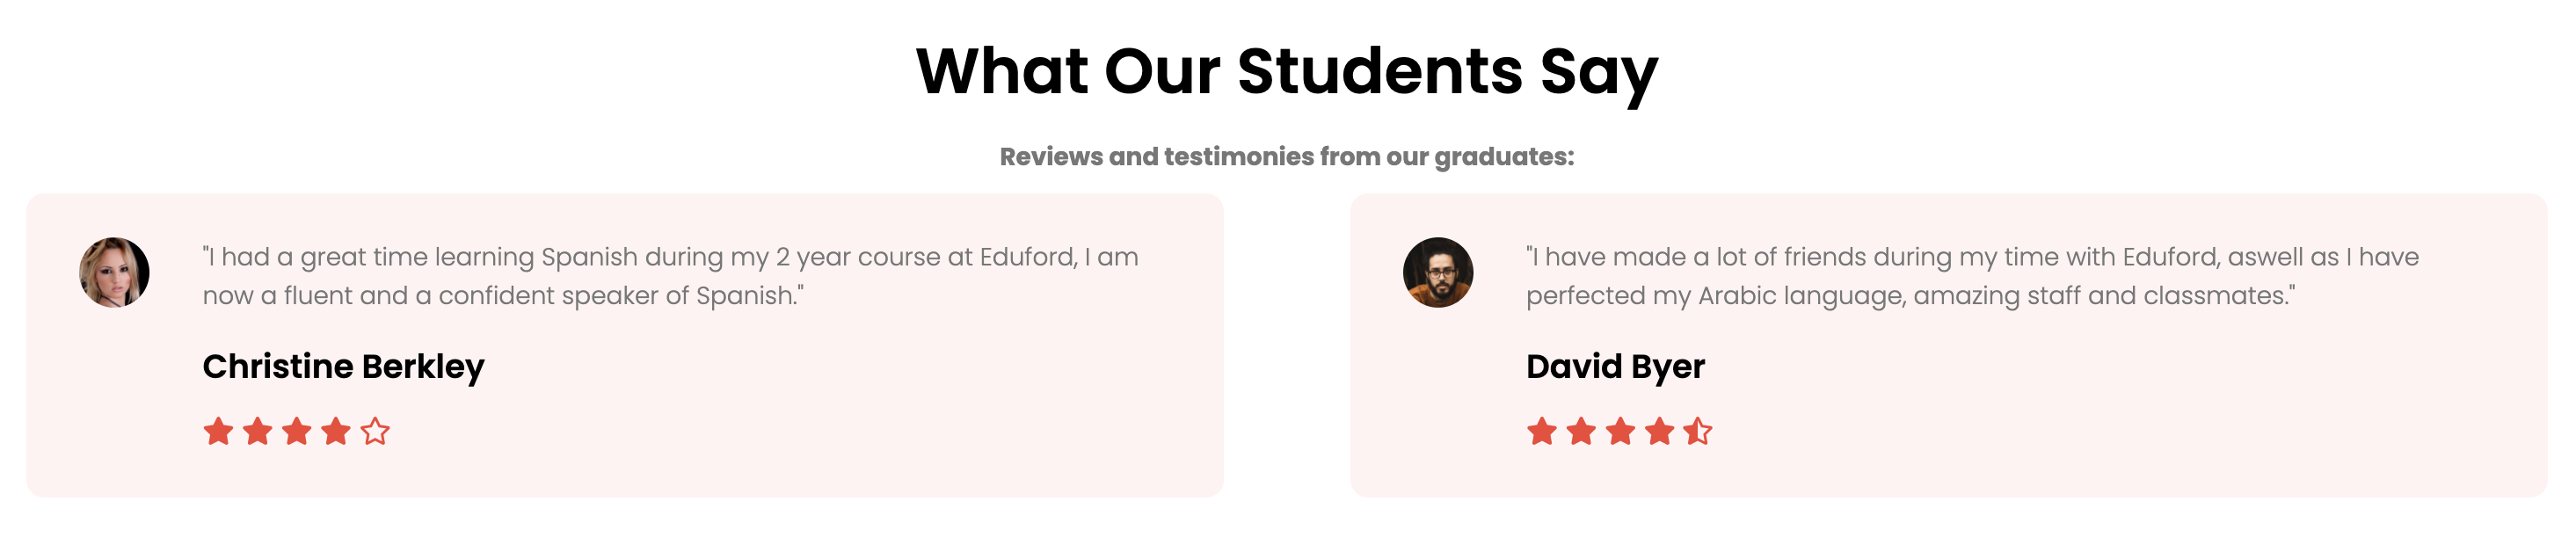 What Our Students Say
Reviews and testimonies from our graduates:
"I had a great time learning Spanish during my 2 year course at Eduford, I am
now a fluent and a confident speaker of Spanish."
Christine Berkley
"I have made a lot of friends during my time with Eduford, aswell as I have
perfected my Arabic language, amazing staff and classmates."
David Byer